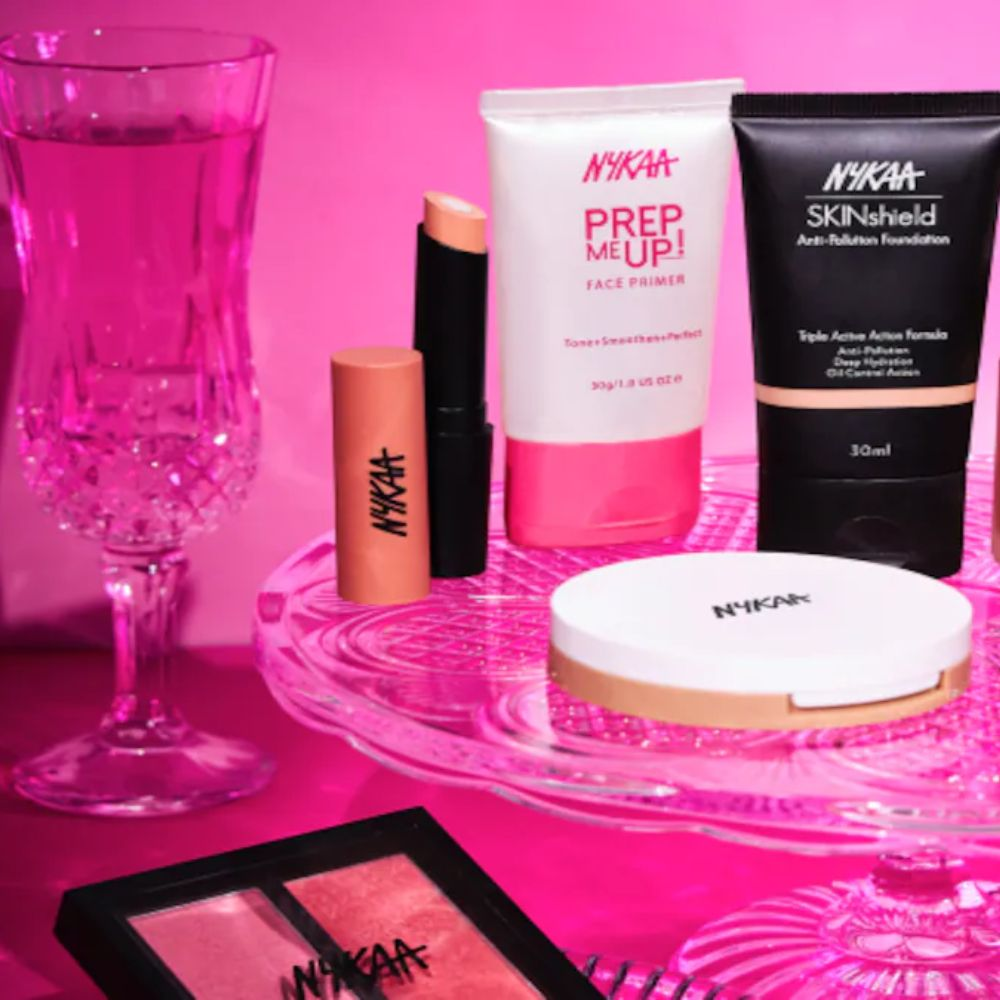 NYKAA
PREP
ME UP!
FACE PRIMER
Tone+Smoothen+Perfect
30g/1.0 US OZ e
NYKAA
SKINshield
Anti-Pollution Foundation
Triple Active Action Formula
Anti-Pollution
Deep Hydration
Oil Control Action
30ml
NYKAA
NYKAA
NYKAA